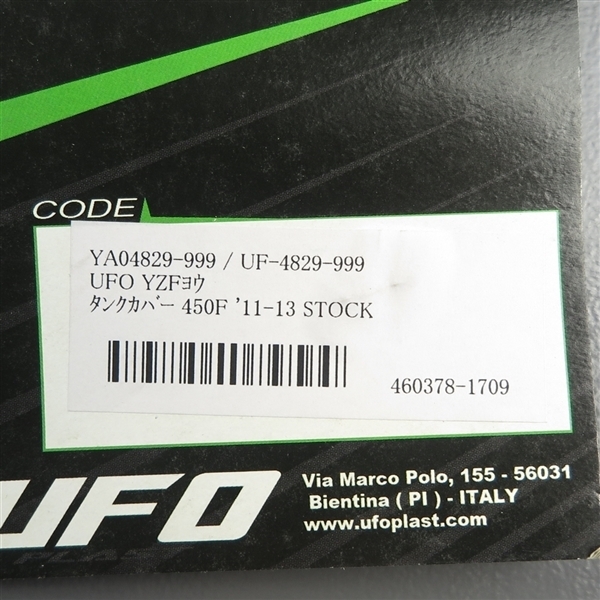 CODE
YA04829-999 / UF-4829-999
UFO YZFﾖｳ
ﾀﾝｸｶﾊﾞｰ 450F '11-13 STOCK
460378-1709
UFO
PLAST
Via Marco Polo, 155 - 56031
Bientina ( PI ) - ITALY
www.ufoplast.com